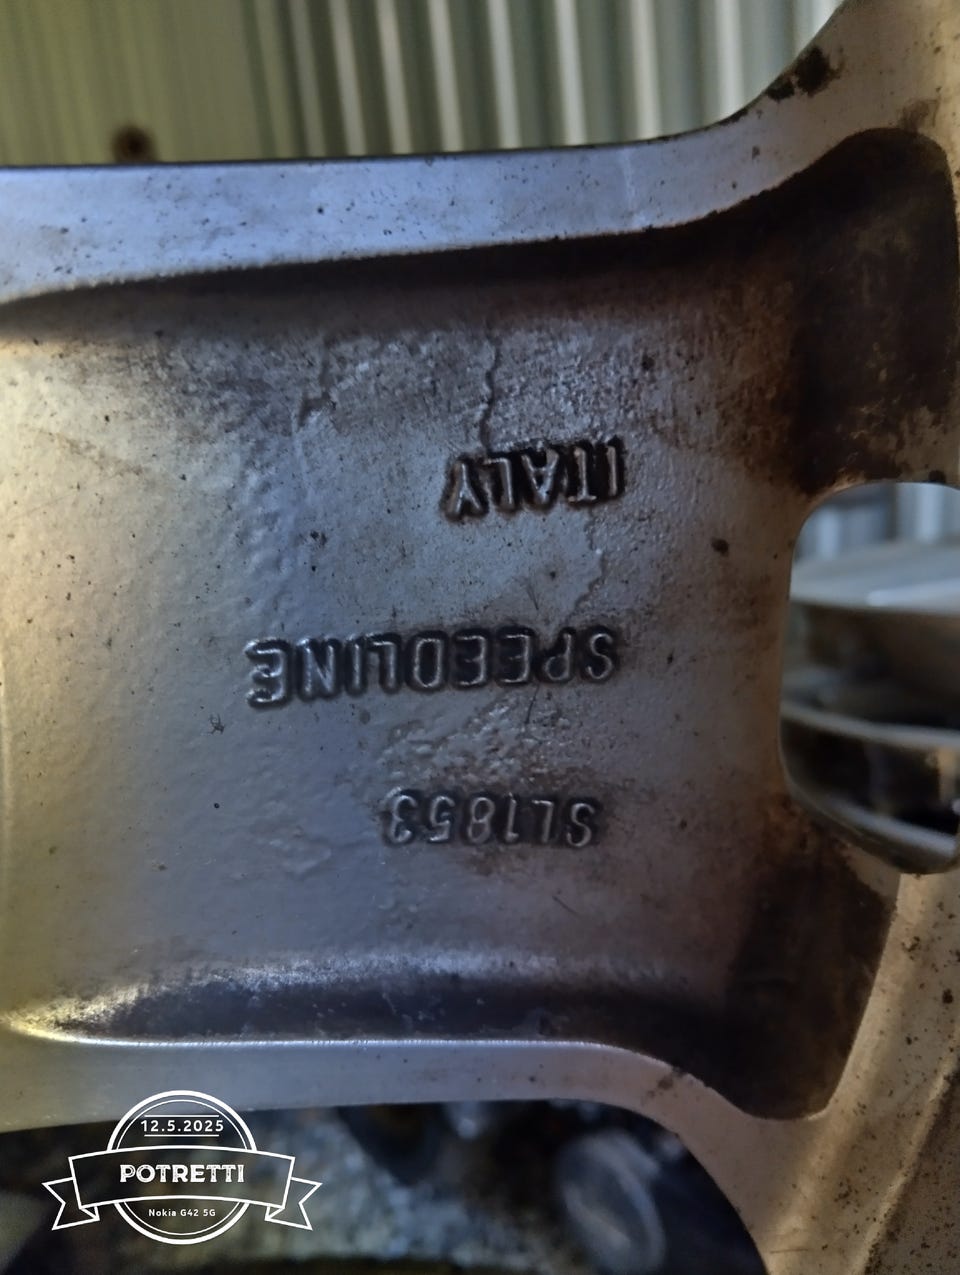 SL1853
SPEEDLINE
ITALY
12.5.2025
POTRETTI
Nokia G42 5G